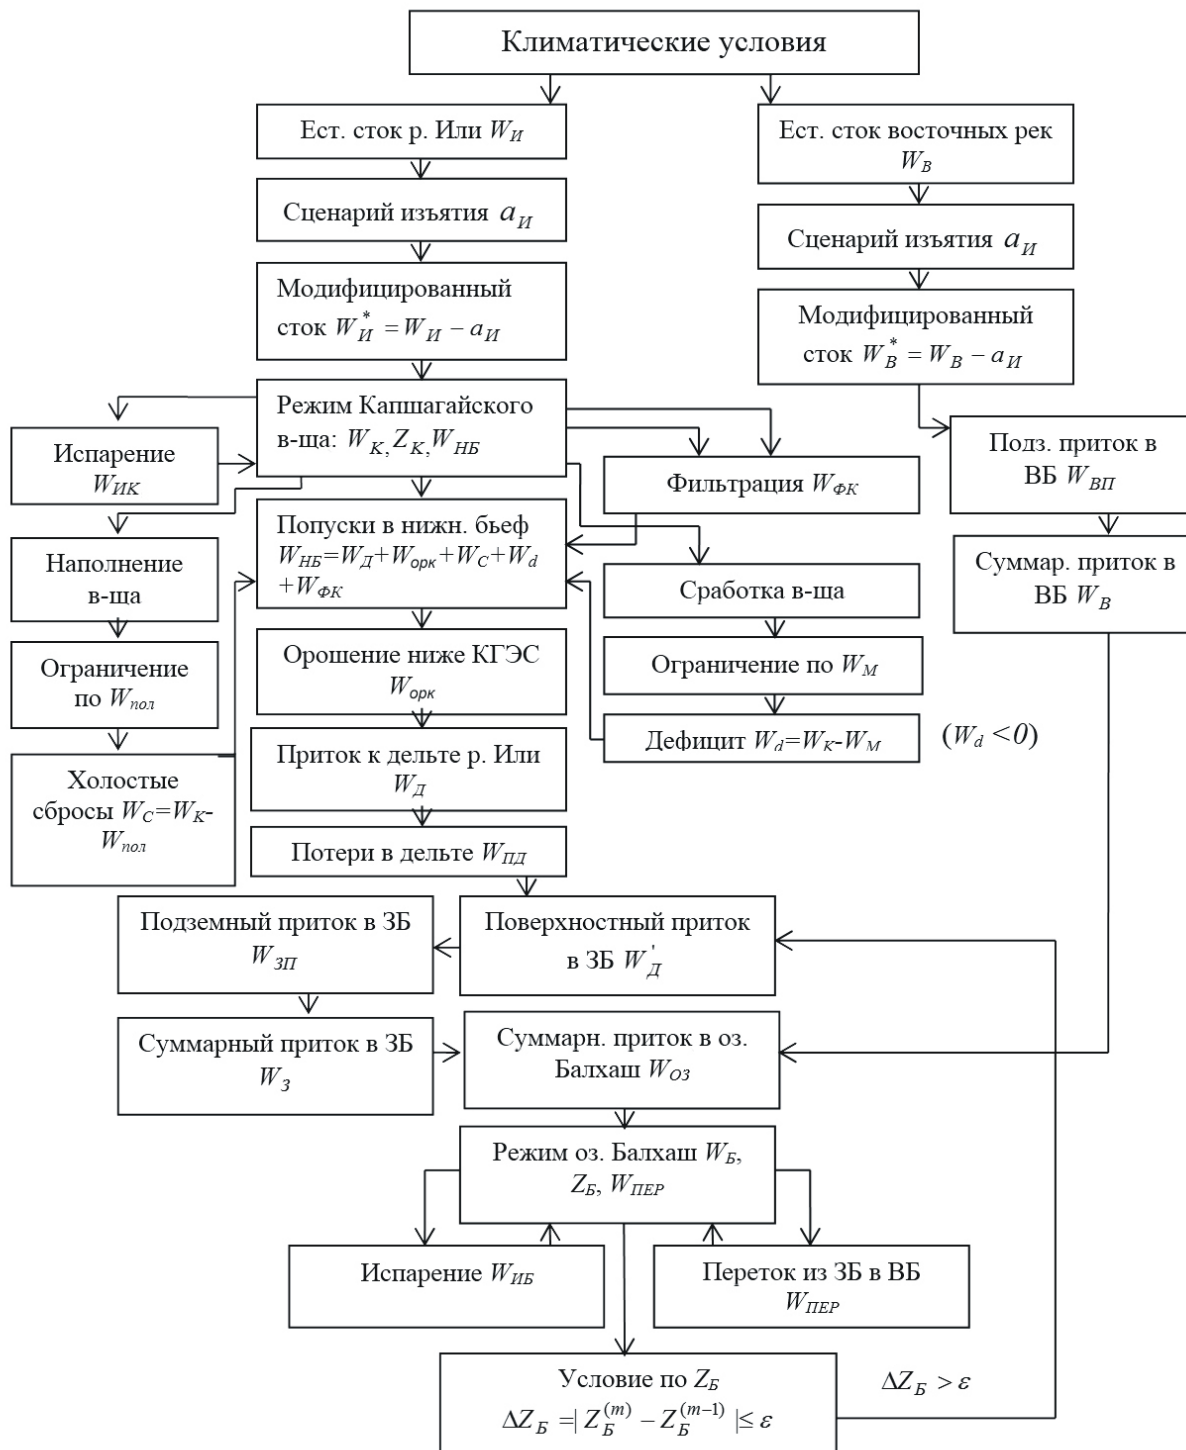 Климатические условия
Ест. сток р. Или W_И
Ест. сток восточных рек
W_В
Сценарий изъятия a_И
Сценарий изъятия a_И
Модифицированный
сток W_И^* = W_И − a_И
Модифицированный
сток W_В^* = W_В − a_И
Режим Капшагайского
в-ща: W_К, Z_К, W_НБ
Испарение
W_ИК
Фильтрация W_ФК
Подз. приток в
ВБ W_ВП
Попуски в нижн. бьеф
W_НБ=W_Д+W_орк+W_С+W_d
+W_ФК
Наполнение
в-ща
Сработка в-ща
Суммар. приток в
ВБ W_В
Орошение ниже КГЭС
W_орк
Ограничение
по W_пол
Ограничение по W_М
Дефицит W_d=W_К-W_М
(W_d <0)
Приток к дельте р. Или
W_Д
Холостые
сбросы W_С=W_К-
W_пол
Потери в дельте W_ПД
Подземный приток в ЗБ
W_ЗП
Поверхностный приток
в ЗБ W_Д'
Суммарный приток в ЗБ
W_З
Суммарн. приток в оз.
Балхаш W_ОЗ
Режим оз. Балхаш W_Б,
Z_Б, W_ПЕР
Испарение W_ИБ
Переток из ЗБ в ВБ
W_ПЕР
Условие по Z_Б
ΔZ_Б =| Z_Б^(m) − Z_Б^(m−1) |≤ ε
ΔZ_Б > ε